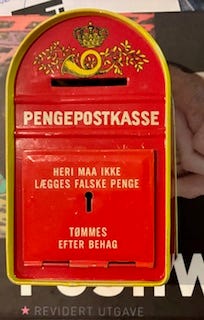 PENGEPOSTKASSE
HERI MAA IKKE
LÆGGES FALSKE PENGE
TØMMES
EFTER BEHAG
★ REVIDERT UTGAVE